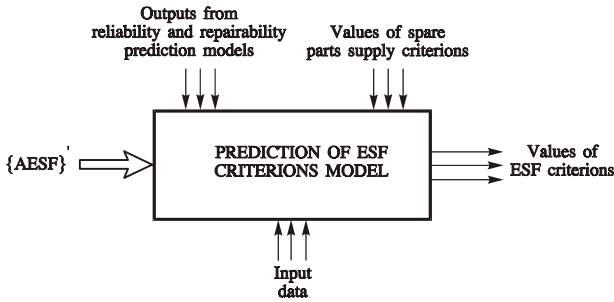 Outputs from
reliability and repairability
prediction models
Values of spare
parts supply criterions
{AESF}'
PREDICTION OF ESF
CRITERIONS MODEL
Values of
ESF criterions
Input
data